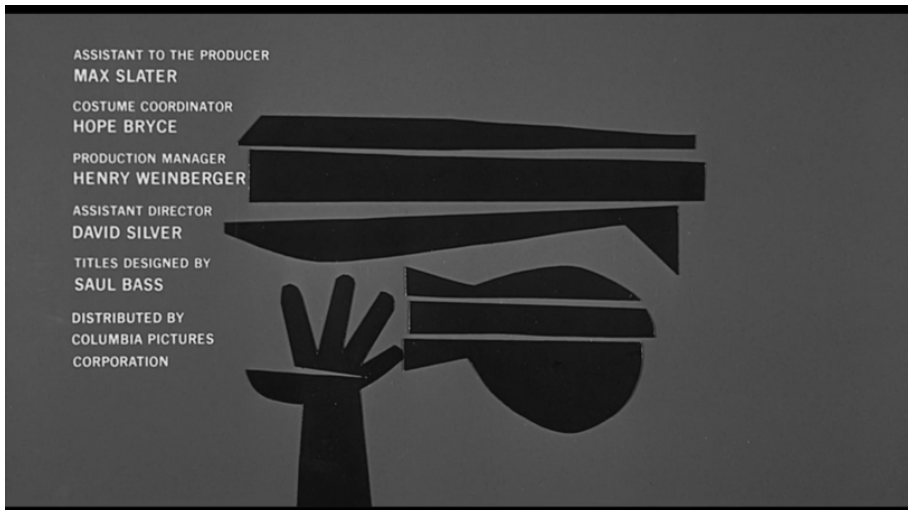 ASSISTANT TO THE PRODUCER
MAX SLATER
COSTUME COORDINATOR
HOPE BRYCE
PRODUCTION MANAGER
HENRY WEINBERGER
ASSISTANT DIRECTOR
DAVID SILVER
TITLES DESIGNED BY
SAUL BASS
DISTRIBUTED BY
COLUMBIA PICTURES
CORPORATION